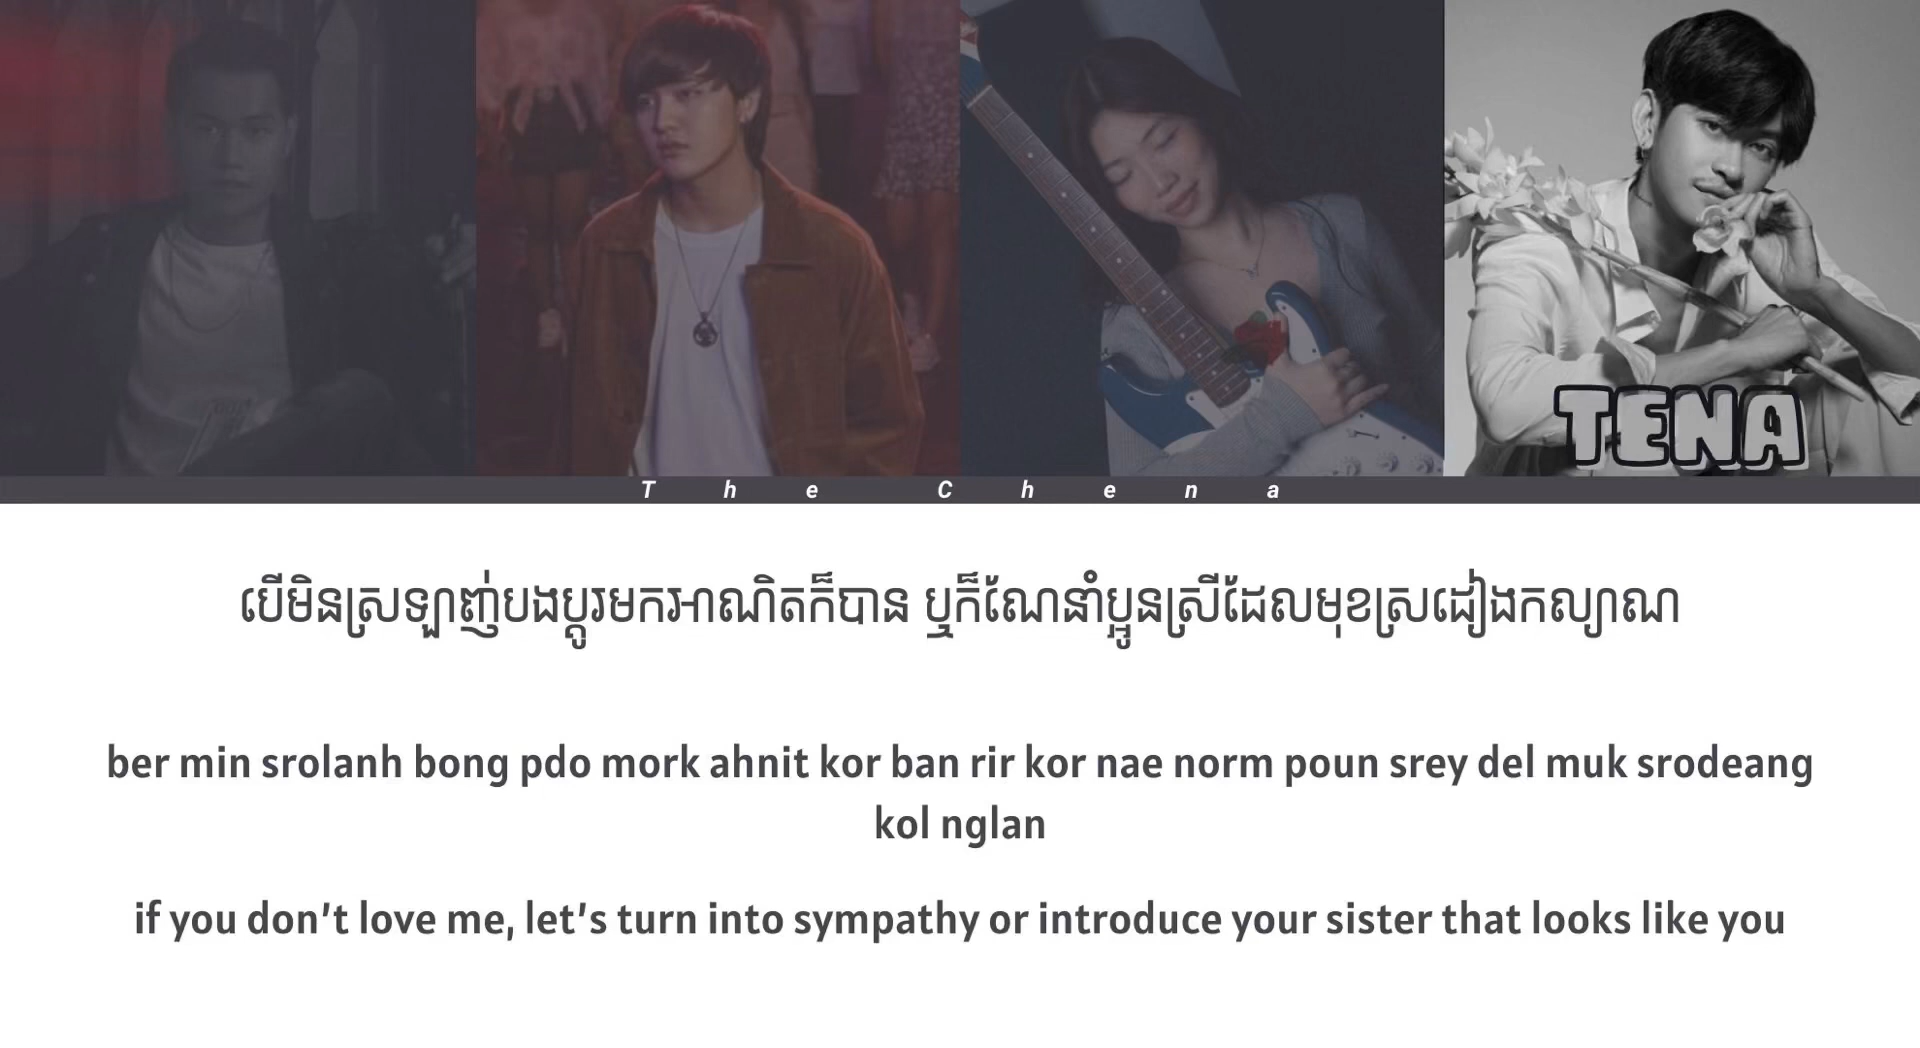 TENA
The Chena
បើមិនស្រឡាញ់បងប្ដូរមកអាណិតក៏បាន ឬក៏ណែនាំប្អូនស្រីដែលមុខស្រដៀងកល្យាណ
ber min srolanh bong pdo mork ahnit kor ban rir kor nae norm poun srey del muk srodeang
kol nglan
if you don't love me, let's turn into sympathy or introduce your sister that looks like you